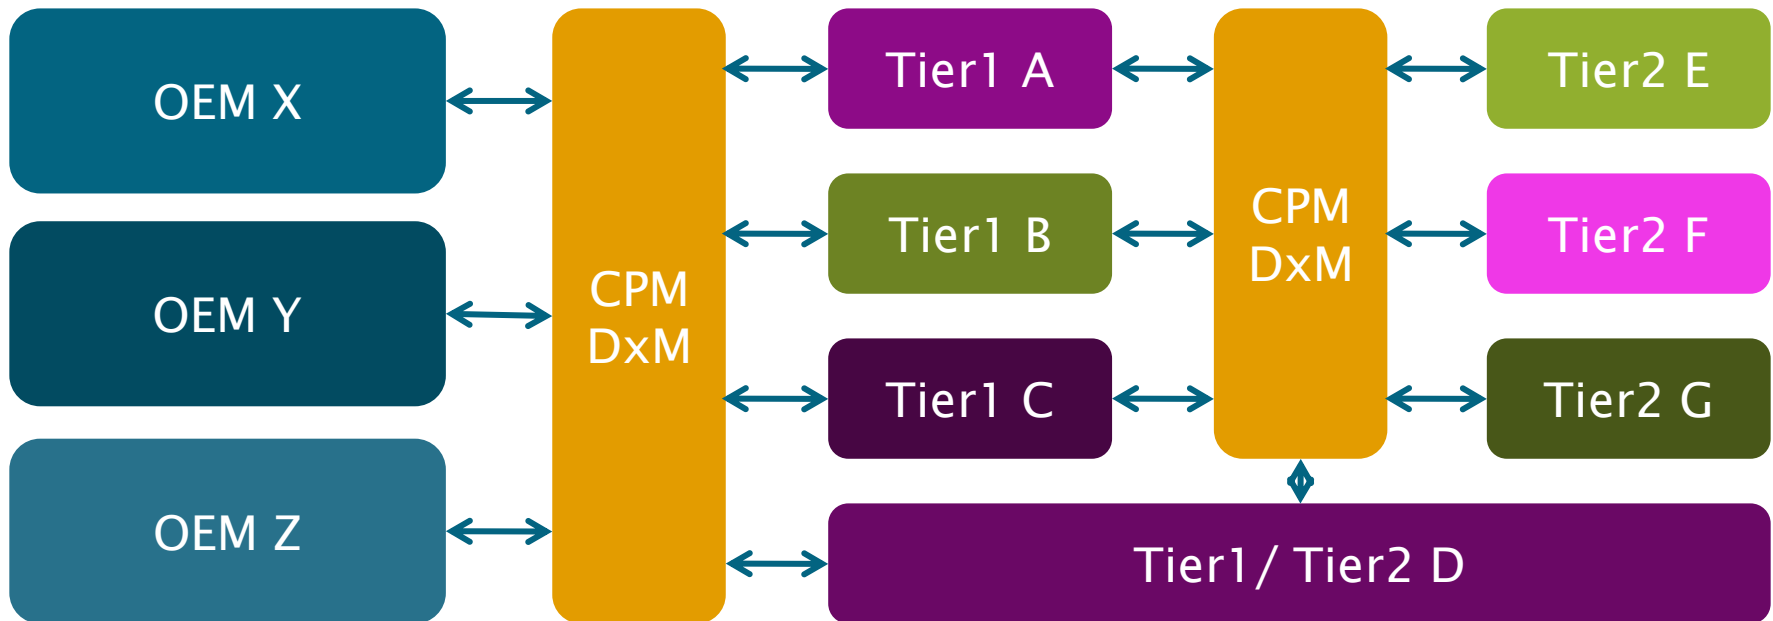 OEM X
OEM Y
OEM Z
CPM
DxM
Tier1 A
Tier1 B
Tier1 C
CPM
DxM
Tier2 E
Tier2 F
Tier2 G
Tier1/ Tier2 D